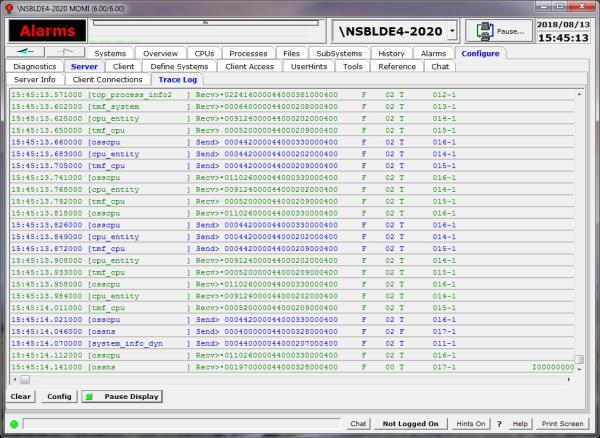 \NSBLDE4-2020 MOMI (6.00/6.00)
Alarms
0%
\NSBLDE4-2020
Pause...
2018/08/13
15:45:13
Systems Overview CPUs Processes Files SubSystems History Alarms Configure
Diagnostics Server Client Define Systems Client Access UserHints Tools Reference Chat
Server Info Client Connections Trace Log
15:45:13.571000 [top_process_info2 ] Recv>*022414000044000381000400 F 02 T 012-1
15:45:13.602000 [tmf_system ] Recv>*000640000044000208000400 F 02 T 013-1
15:45:13.625000 [cpu_entity ] Recv>*009124000044000202000400 F 02 T 014-1
15:45:13.650000 [tmf_cpu ] Recv>*000520000044000209000400 F 02 T 015-1
15:45:13.660000 [osscpu ] Send> 000442000044000330000400 F 02 T 016-1
15:45:13.683000 [cpu_entity ] Send> 000442000044000202000400 F 02 T 014-1
15:45:13.705000 [tmf_cpu ] Send> 000442000044000209000400 F 02 T 015-1
15:45:13.741000 [osscpu ] Recv>*011026000044000330000400 F 02 T 016-1
15:45:13.768000 [cpu_entity ] Recv>*009124000044000202000400 F 02 T 014-1
15:45:13.792000 [tmf_cpu ] Recv>*000520000044000209000400 F 02 T 015-1
15:45:13.818000 [osscpu ] Recv>*011026000044000330000400 F 02 T 016-1
15:45:13.826000 [osscpu ] Send> 000442000044000330000400 F 02 T 016-1
15:45:13.849000 [cpu_entity ] Send> 000442000044000202000400 F 02 T 014-1
15:45:13.872000 [tmf_cpu ] Send> 000442000044000209000400 F 02 T 015-1
15:45:13.908000 [cpu_entity ] Recv>*009124000044000202000400 F 02 T 014-1
15:45:13.933000 [tmf_cpu ] Recv>*000520000044000209000400 F 02 T 015-1
15:45:13.958000 [osscpu ] Recv>*011026000044000330000400 F 02 T 016-1
15:45:13.984000 [cpu_entity ] Recv>*009124000044000202000400 F 02 T 014-1
15:45:14.011000 [tmf_cpu ] Recv>*000520000044000209000400 F 02 T 015-1
15:45:14.021000 [osscpu ] Send> 000442000044000330000400 F 02 T 016-1
15:45:14.046000 [ossns ] Send> 000400000044000328000400 F 02 F 017-1
15:45:14.070000 [system_info_dyn ] Send> 000440000044000207000400 F 02 T 011-1
15:45:14.112000 [osscpu ] Recv>*011026000044000330000400 F 02 T 016-1
15:45:14.141000 [ossns ] Recv>*001970000044000328000400 F 00 T 017-1 I00000000
Clear Config Pause Display
Chat Not Logged On Hints On ? Help Print Screen